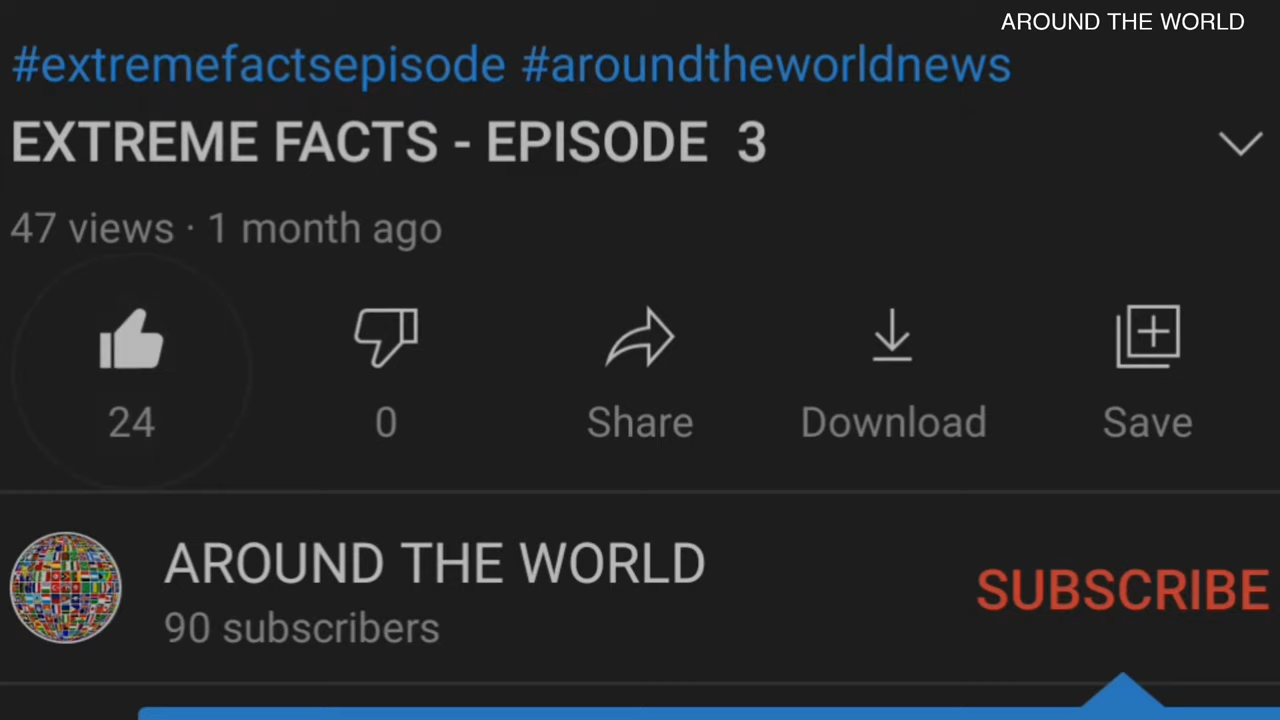 AROUND THE WORLD
#extremefactsepisode #aroundtheworldnews
EXTREME FACTS - EPISODE 3
47 views · 1 month ago
24 0 Share Download Save
AROUND THE WORLD
90 subscribers
SUBSCRIBE